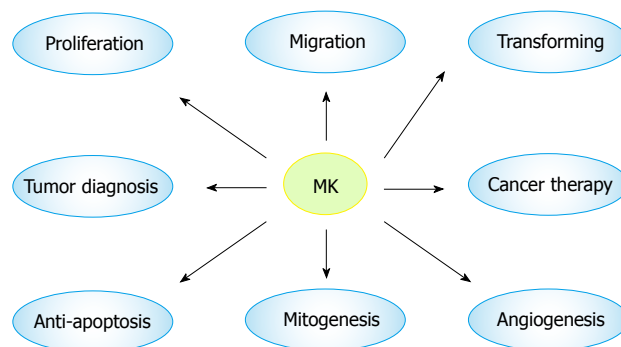 Proliferation
Migration
Transforming
Tumor diagnosis
MK
Cancer therapy
Anti-apoptosis
Mitogenesis
Angiogenesis